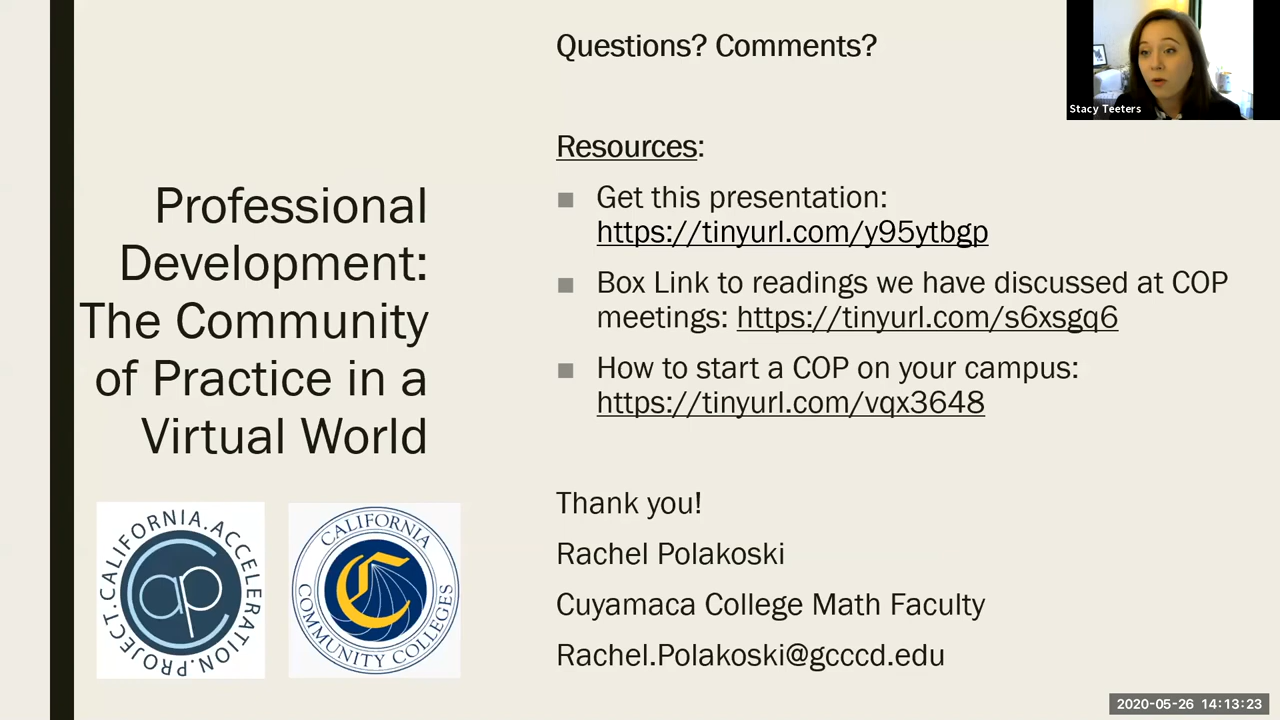 Professional
Development:
The Community
of Practice in a
Virtual World
CALIFORNIA.ACCELERATION.PROJECT.
cap
CALIFORNIA
COMMUNITY COLLEGES
C
Questions? Comments?
Resources:
■ Get this presentation:
https://tinyurl.com/y95ytbgp
■ Box Link to readings we have discussed at COP
meetings: https://tinyurl.com/s6xsgq6
■ How to start a COP on your campus:
https://tinyurl.com/vqx3648
Thank you!
Rachel Polakoski
Cuyamaca College Math Faculty
Rachel.Polakoski@gcccd.edu
Stacy Teeters
2020-05-26 14:13:23